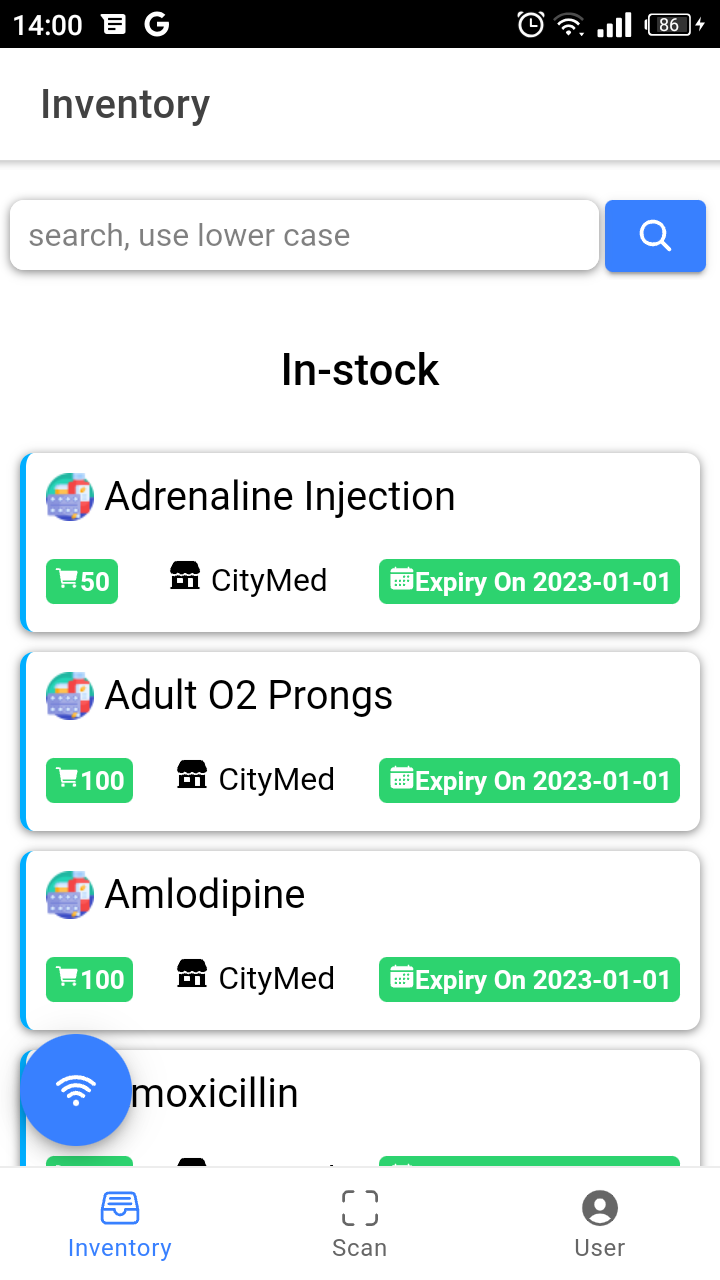 14:00 86
Inventory
search, use lower case
In-stock
Adrenaline Injection
50 CityMed Expiry On 2023-01-01
Adult O2 Prongs
100 CityMed Expiry On 2023-01-01
Amlodipine
100 CityMed Expiry On 2023-01-01
moxicillin
Inventory Scan User